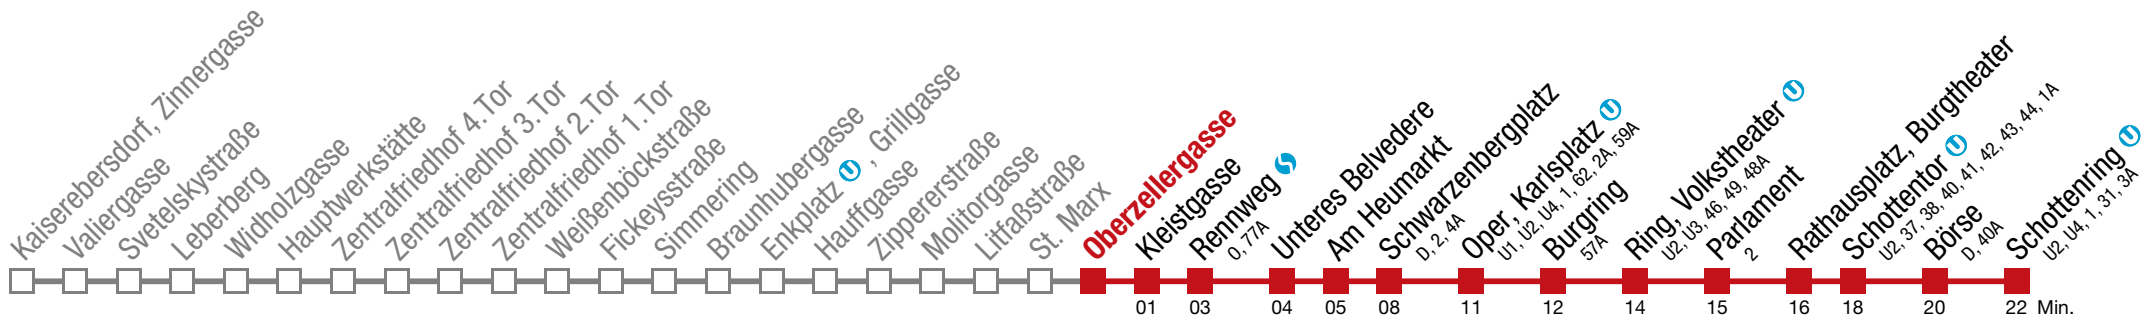 Kaiserebersdorf, Zinnergasse
Valiergasse
Svetelskystraße
Leberberg
Widholzgasse
Hauptwerkstätte
Zentralfriedhof 4.Tor
Zentralfriedhof 3.Tor
Zentralfriedhof 2.Tor
Zentralfriedhof 1.Tor
Weißenböckstraße
Fickeysstraße
Simmering
Braunhubergasse
Enkplatz U , Grillgasse
Hauffgasse
Zippererstraße
Molitorgasse
Litfaßstraße
St. Marx
Oberzellergasse
Kleistgasse
Rennweg S
O, 77A
Unteres Belvedere
Am Heumarkt
Schwarzenbergplatz
D, 2, 4A
Oper, Karlsplatz U
U1, U2, U4, 1, 62, 2A, 59A
Burgring
57A
Ring, Volkstheater U
U2, U3, 46, 49, 48A
Parlament
2
Rathausplatz, Burgtheater
Schottentor U
U2, 37, 38, 40, 41, 42, 43, 44, 1A
Börse
D, 40A
Schottenring U
U2, U4, 1, 31, 3A
01 03 04 05 08 11 12 14 15 16 18 20 22 Min.